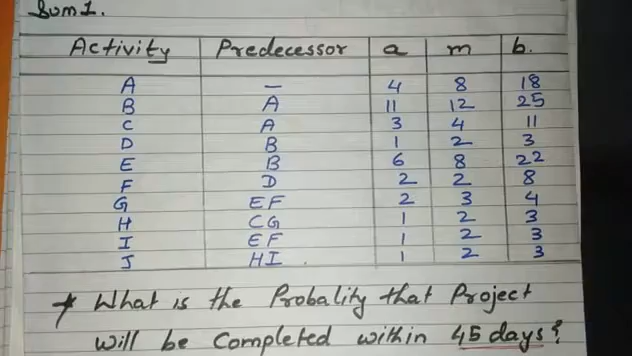 Sum 1.
Activity Predecessor a m b.
A — 4 8 18
B A 11 12 25
C A 3 4 11
D B 1 2 3
E B 6 8 22
F D 2 2 8
G EF 2 3 4
H CG 1 2 3
I EF 1 2 3
J HI 1 2 3
* What is the Probality that Project
will be Completed within 45 days?